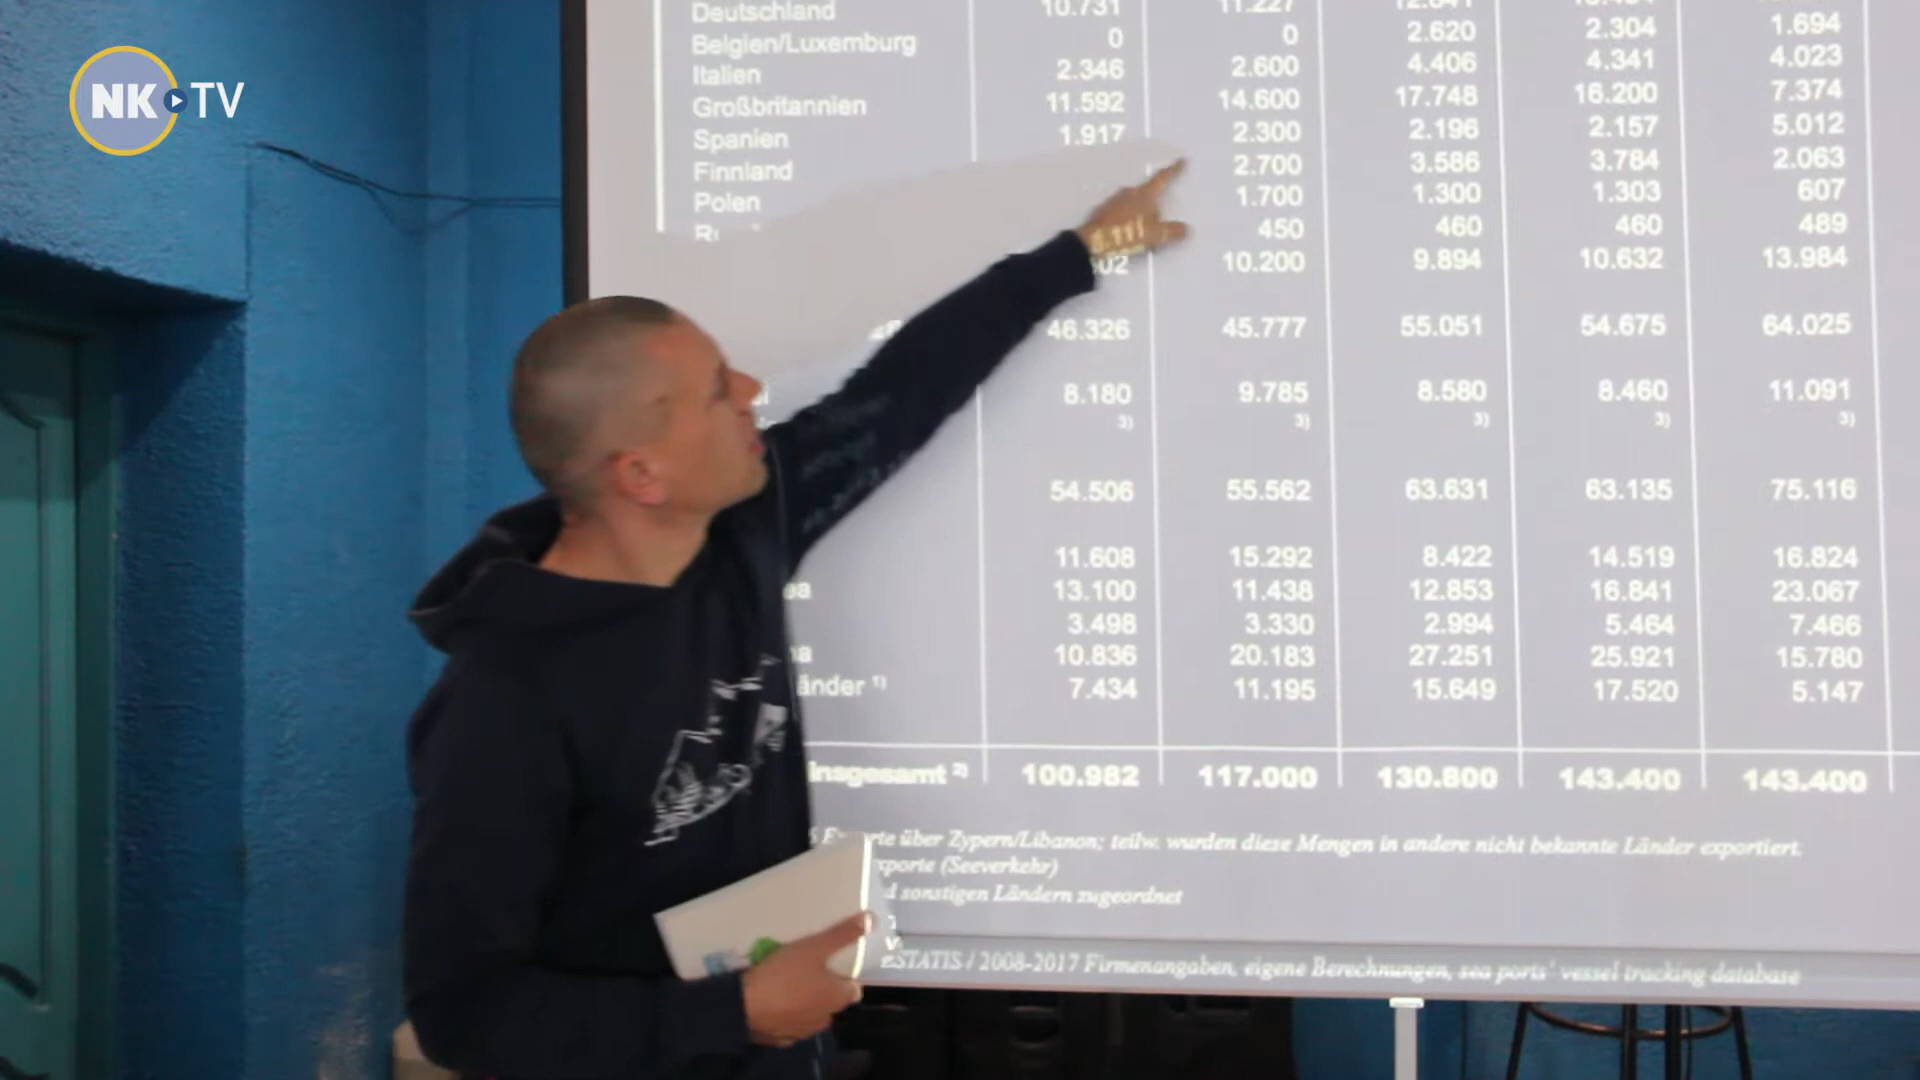 NK TV
Deutschland 10.731 11.227
Belgien/Luxemburg 0 0 2.620 2.304 1.694
Italien 2.346 2.600 4.406 4.341 4.023
Großbritannien 11.592 14.600 17.748 16.200 7.374
Spanien 1.917 2.300 2.196 2.157 5.012
Finnland 2.700 3.586 3.784 2.063
Polen 1.700 1.300 1.303 607
450 460 460 489
10.200 9.894 10.632 13.984
46.326 45.777 55.051 54.675 64.025
8.180 9.785 8.580 8.460 11.091
3) 3) 3) 3) 3)
54.506 55.562 63.631 63.135 75.116
11.608 15.292 8.422 14.519 16.824
13.100 11.438 12.853 16.841 23.067
3.498 3.330 2.994 5.464 7.466
10.836 20.183 27.251 25.921 15.780
änder 1) 7.434 11.195 15.649 17.520 5.147
insgesamt 2) 100.982 117.000 130.800 143.400 143.400
über Zypern/Libanon; teilw. wurden diese Mengen in andere nicht bekannte Länder exportiert.
xporte (Seeverkehr)
d sonstigen Ländern zugeordnet
ESTATIS / 2008-2017 Firmenangaben, eigene Berechnungen, sea ports' vessel tracking database